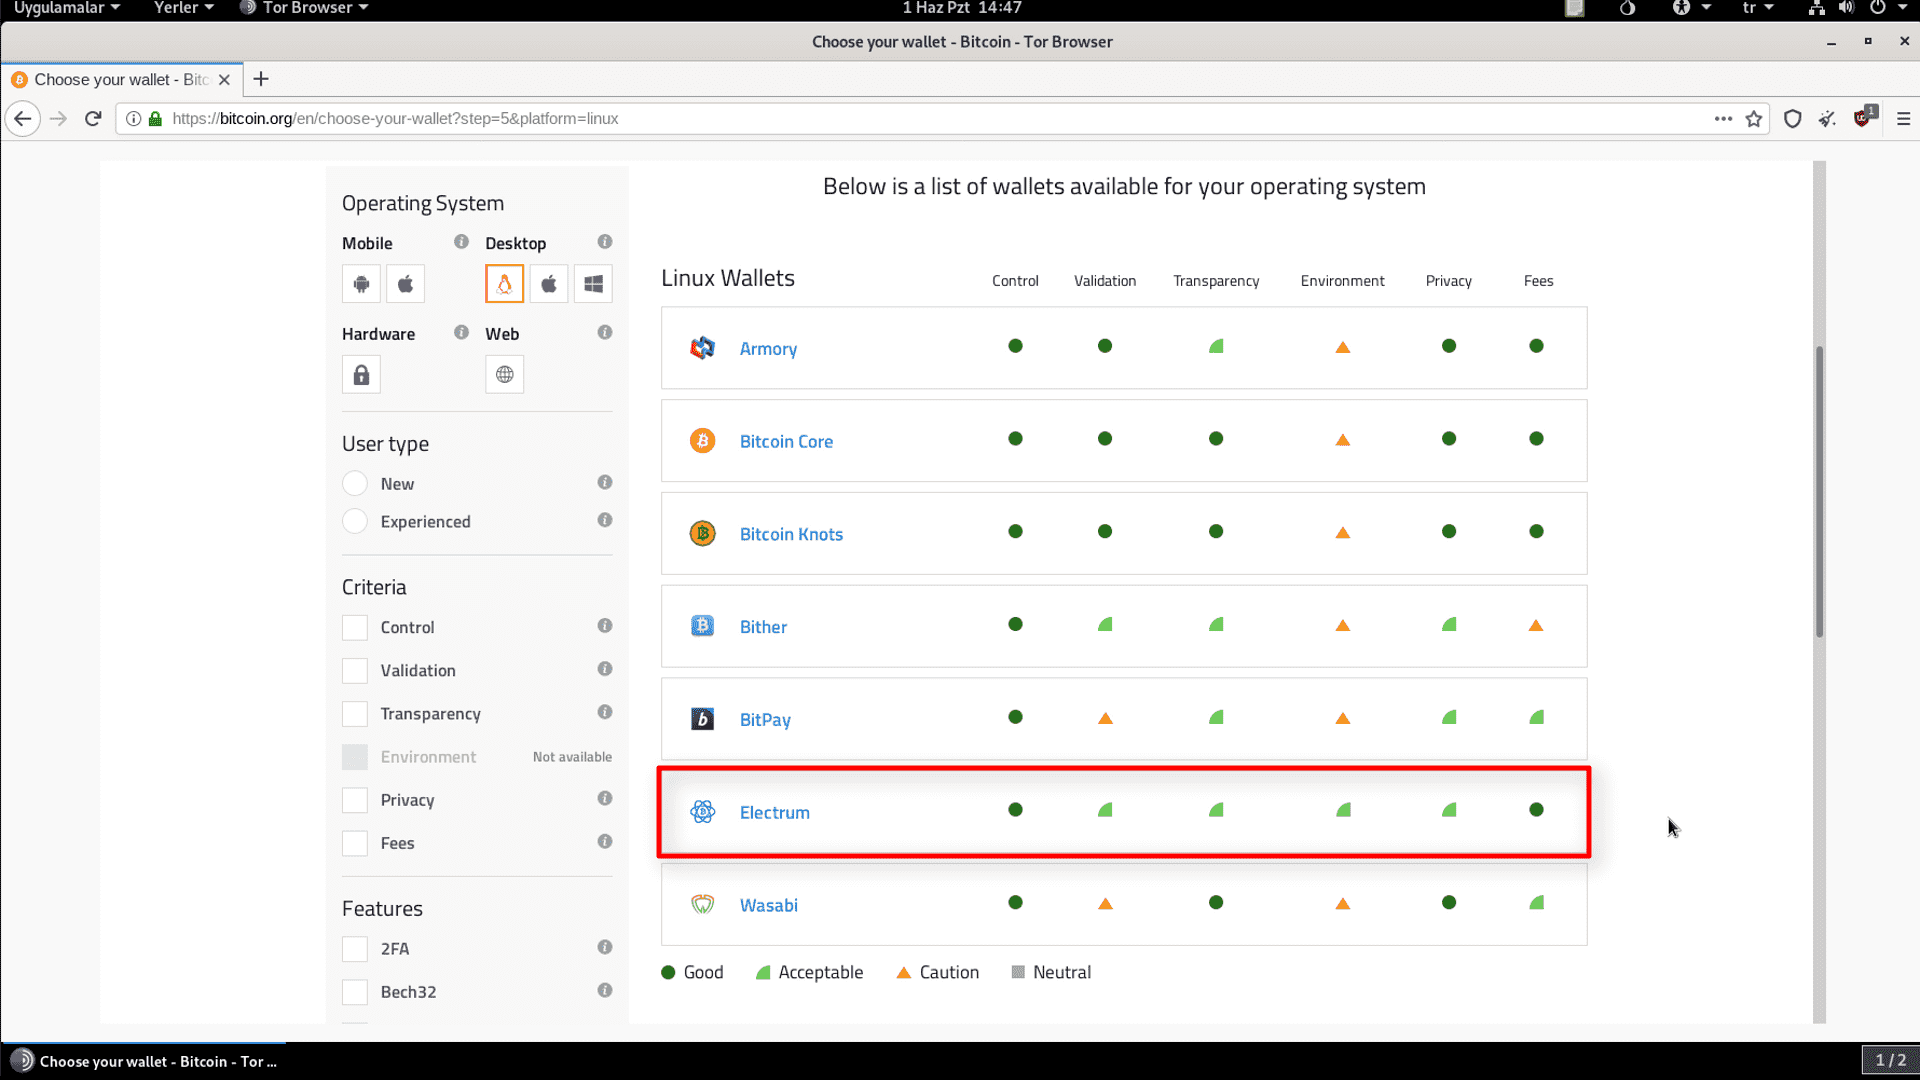 Uygulamalar Yerler Tor Browser 1 Haz Pzt 14:47 tr
Choose your wallet - Bitcoin - Tor Browser
Choose your wallet - Bitc
https://bitcoin.org/en/choose-your-wallet?step=5&platform=linux 1
Below is a list of wallets available for your operating system
Operating System
Mobile Desktop
Hardware Web
User type
New
Experienced
Criteria
Control
Validation
Transparency
Environment Not available
Privacy
Fees
Features
2FA
Bech32
Linux Wallets Control Validation Transparency Environment Privacy Fees
Armory
Bitcoin Core
Bitcoin Knots
Bither
BitPay
Electrum
Wasabi
Good Acceptable Caution Neutral
Choose your wallet - Bitcoin - Tor ... 1 / 2